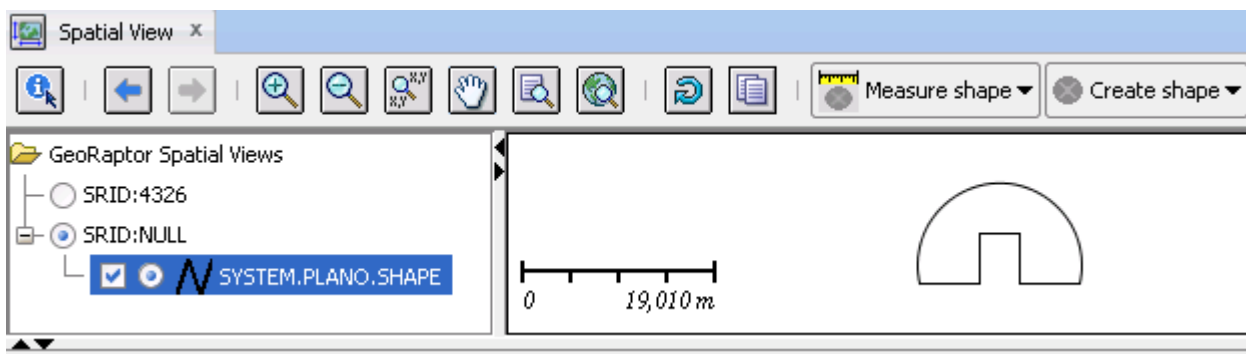 Spatial View x
x,y
x,y
Measure shape
Create shape
GeoRaptor Spatial Views
SRID:4326
SRID:NULL
SYSTEM.PLANO.SHAPE
0 19,010 m